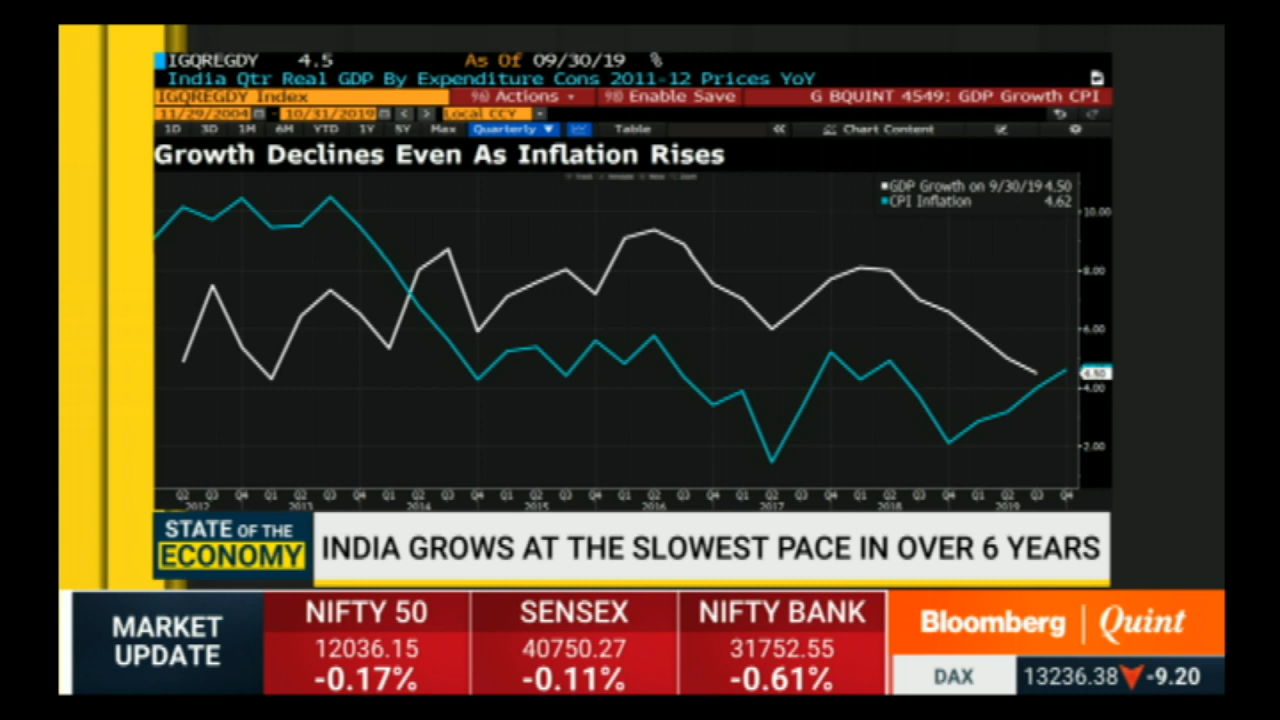 IGQREGDY 4.5 As Of 09/30/19 %
India Qtr Real GDP By Expenditure Cons 2011-12 Prices YoY
IGQREGDY Index 96) Actions 98) Enable Save G BQUINT 4549: GDP Growth CPI
11/29/2004 - 10/31/2019 < > Local CCY
1D 3D 1M 6M YTD 1Y 5Y Max Quarterly ▼ Table « Chart Content
Growth Declines Even As Inflation Rises
GDP Growth on 9/30/19 4.50
CPI Inflation 4.62
10.00
8.00
6.00
4.50
4.00
2.00
Q2 Q3 Q4 Q1 Q2 Q3 Q4 Q1 Q2 Q3 Q4 Q1 Q2 Q3 Q4 Q1 Q2 Q3 Q4 Q1 Q2 Q3 Q4 Q1 Q2 Q3 Q4 Q1 Q2 Q3 Q4
2012 2013 2014 2015 2016 2017 2018 2019
STATE OF THE
ECONOMY
INDIA GROWS AT THE SLOWEST PACE IN OVER 6 YEARS
MARKET
UPDATE
NIFTY 50
12036.15
-0.17%
SENSEX
40750.27
-0.11%
NIFTY BANK
31752.55
-0.61%
Bloomberg | Quint
DAX 13236.38 -9.20